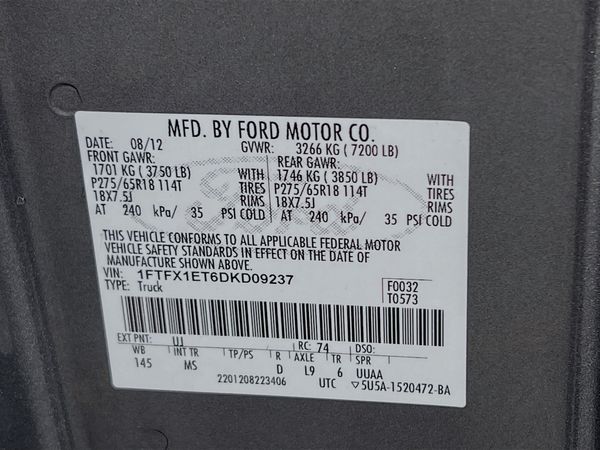 MFD. BY FORD MOTOR CO.
DATE: 08/12 GVWR: 3266 KG ( 7200 LB)
FRONT GAWR: REAR GAWR:
1701 KG ( 3750 LB) WITH 1746 KG ( 3850 LB) WITH
P275/65R18 114T TIRES P275/65R18 114T TIRES
18X7.5J RIMS 18X7.5J RIMS
AT 240 kPa/ 35 PSI COLD AT 240 kPa/ 35 PSI COLD
THIS VEHICLE CONFORMS TO ALL APPLICABLE FEDERAL MOTOR
VEHICLE SAFETY STANDARDS IN EFFECT ON THE DATE OF
MANUFACTURE SHOWN ABOVE.
VIN: 1FTFX1ET6DKD09237 F0032
TYPE: Truck T0573
EXT PNT: UJ RC: 74 DSO:
WB INT TR TP/PS R AXLE TR SPR
145 MS D L9 6 UUAA
2201208223406 UTC ▽5U5A-1520472-BA
Ford